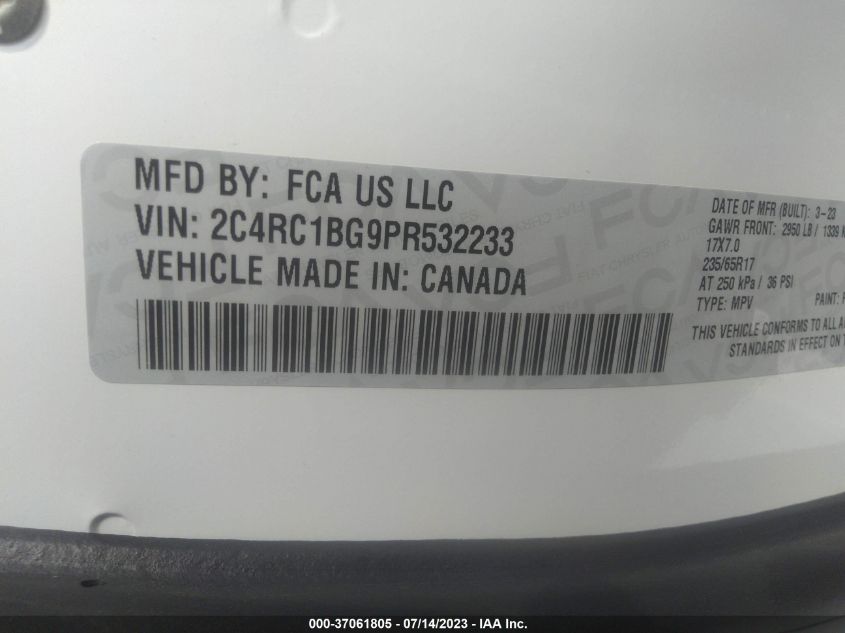 MFD BY: FCA US LLC
VIN: 2C4RC1BG9PR532233
VEHICLE MADE IN: CANADA
DATE OF MFR (BUILT): 3-23
GAWR FRONT: 2950 LB / 1339
17X7.0
235/65R17
AT 250 kPa / 36 PSI
TYPE: MPV PAINT:
THIS VEHICLE CONFORMS TO ALL
STANDARDS IN EFFECT ON
000-37061805 - 07/14/2023 - IAA Inc.